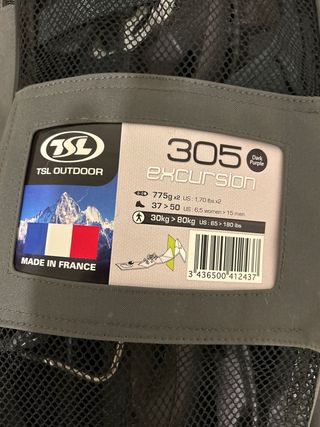 TSL
TSL OUTDOOR
MADE IN FRANCE
305
Dark
Purple
excursion
775g x2 US : 1,70 lbs x2
37 > 50 US : 6,5 women > 15 men
30kg > 80kg US : 65 > 180 lbs
3 436500 412437